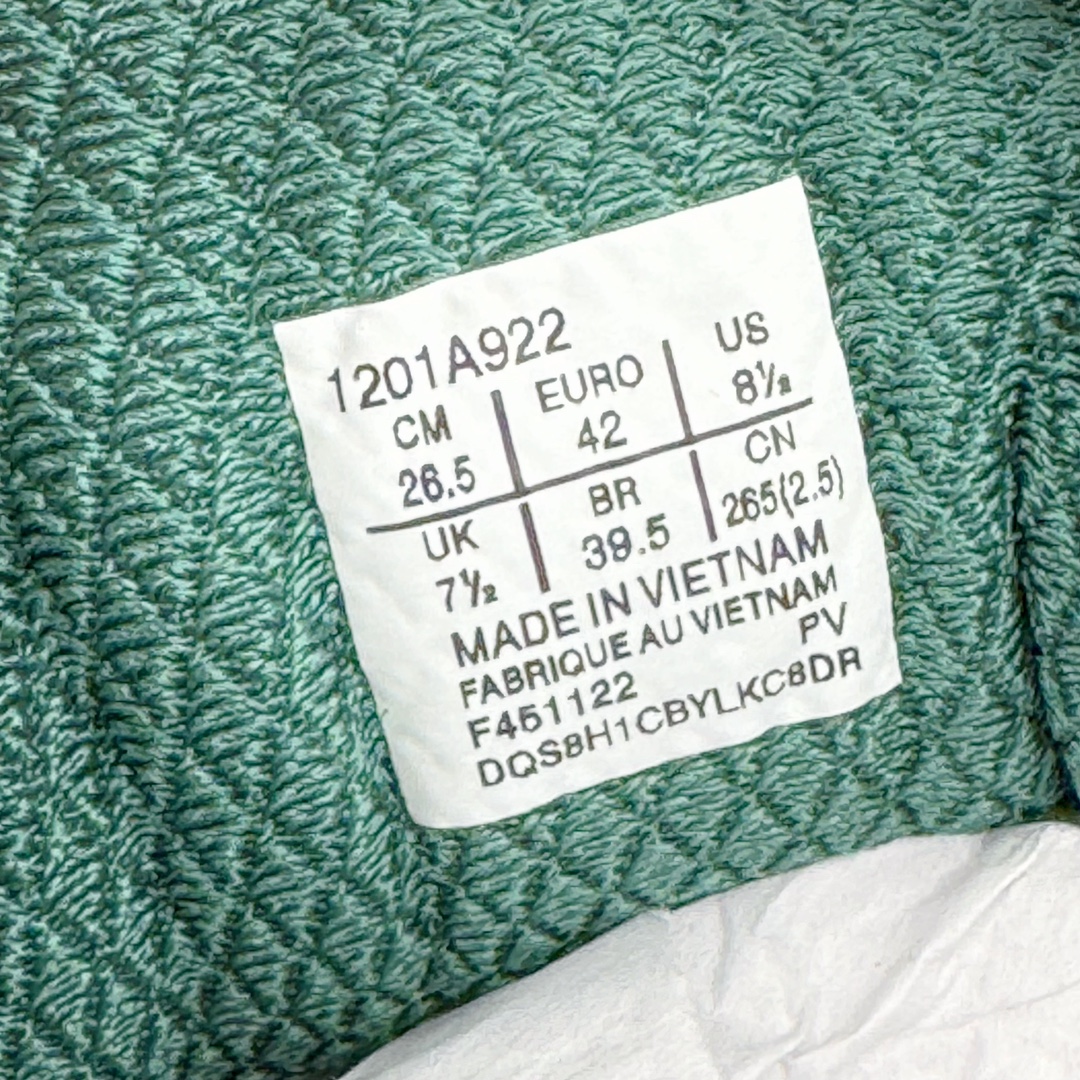 1201A922
CM EURO US
26.5 42 8½
UK BR CN
7½ 39.5 265(2.5)
MADE IN VIETNAM
FABRIQUE AU VIETNAM
PV
F451122
DQS8H1CBYLKC8DR